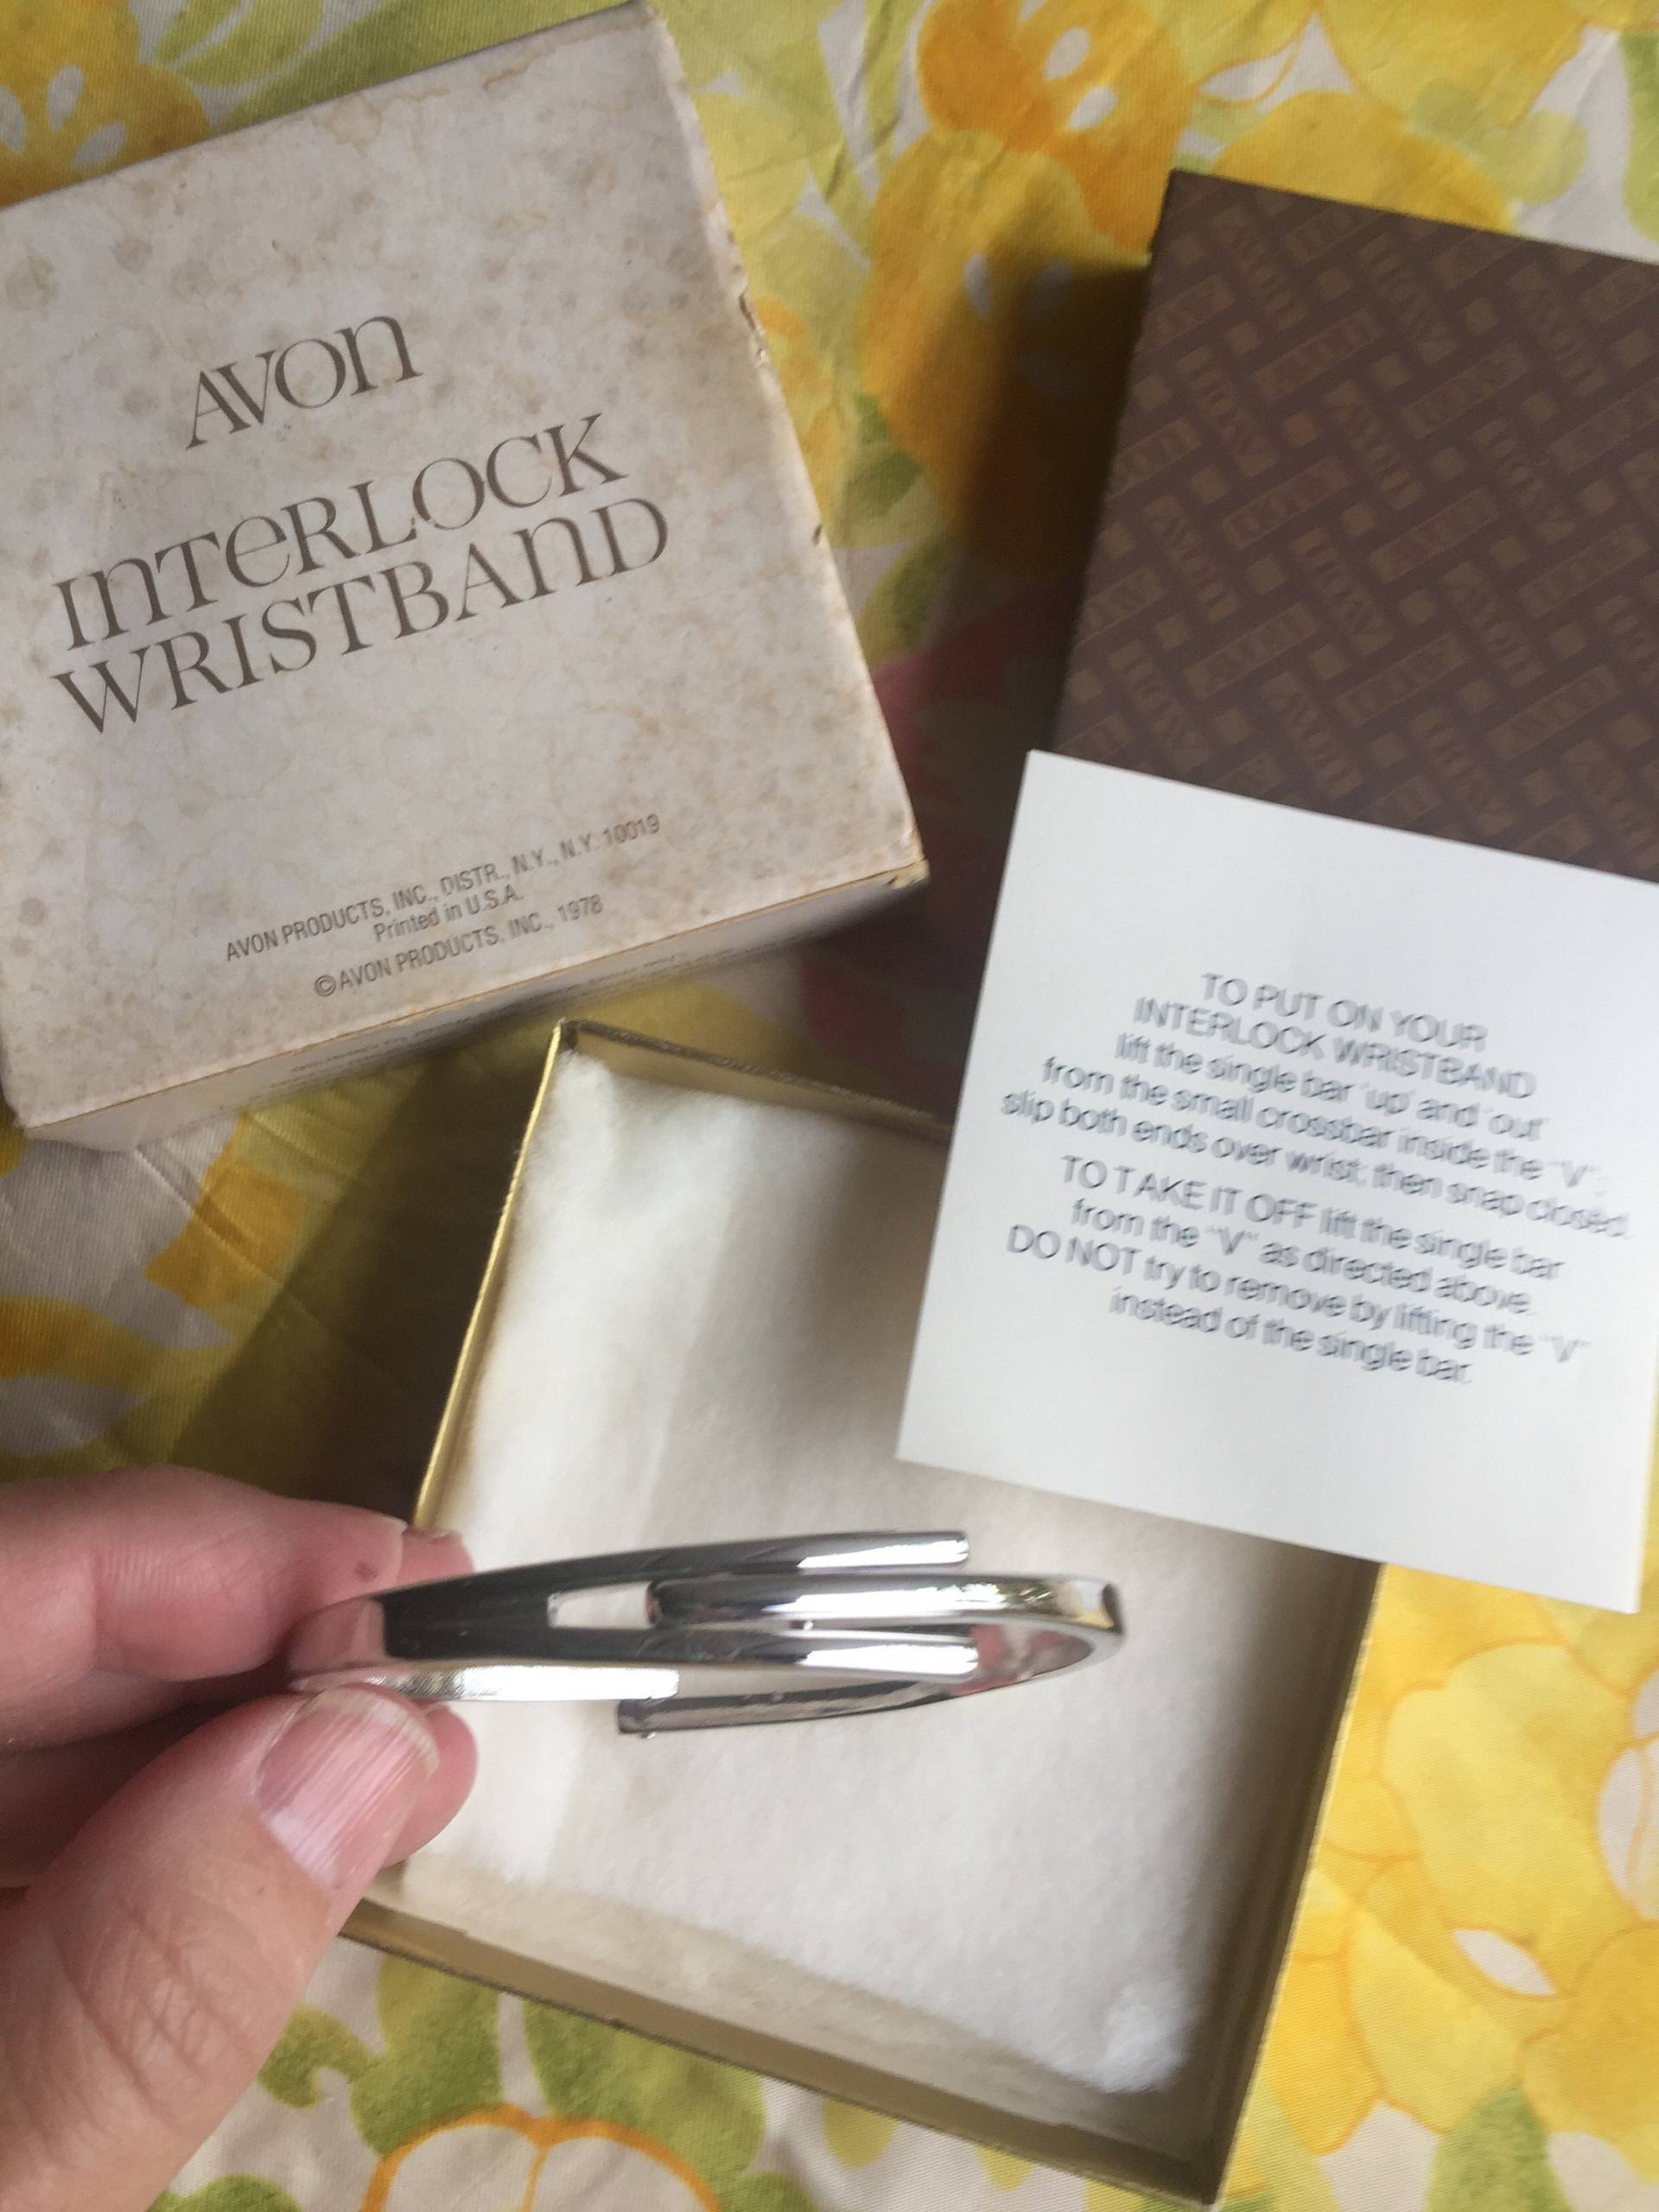 AVON
INTERLOCK
WRISTBAND
AVON PRODUCTS, INC., DISTR., N.Y., N.Y. 10019
Printed in U.S.A.
©AVON PRODUCTS, INC., 1978
TO PUT ON YOUR
INTERLOCK WRISTBAND
lift the single bar "up" and "out"
from the small crossbar inside the "V";
slip both ends over wrist; then snap closed.
TO TAKE IT OFF lift the single bar
from the "V" as directed above.
DO NOT try to remove by lifting the "V"
instead of the single bar.